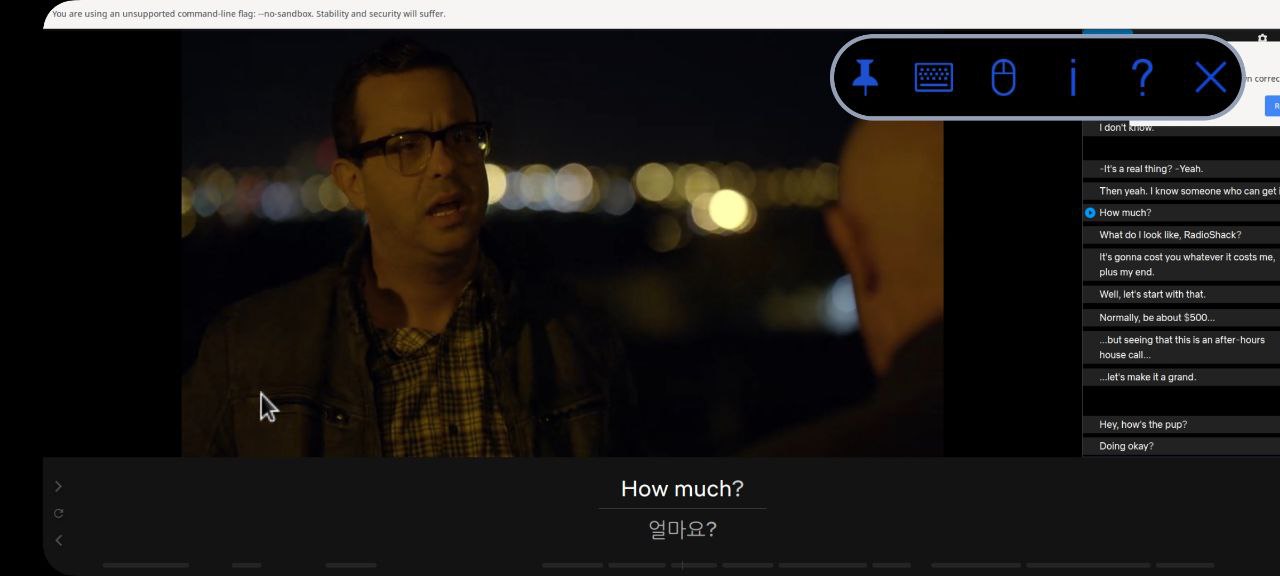 You are using an unsupported command-line flag: --no-sandbox. Stability and security will suffer.
I don't know.
-It's a real thing? -Yeah.
Then yeah. I know someone who can get
How much?
What do I look like, RadioShack?
It's gonna cost you whatever it costs me,
plus my end.
Well, let's start with that.
Normally, be about $500...
...but seeing that this is an after-hours
house call...
...let's make it a grand.
Hey, how's the pup?
Doing okay?
How much?
얼마요?